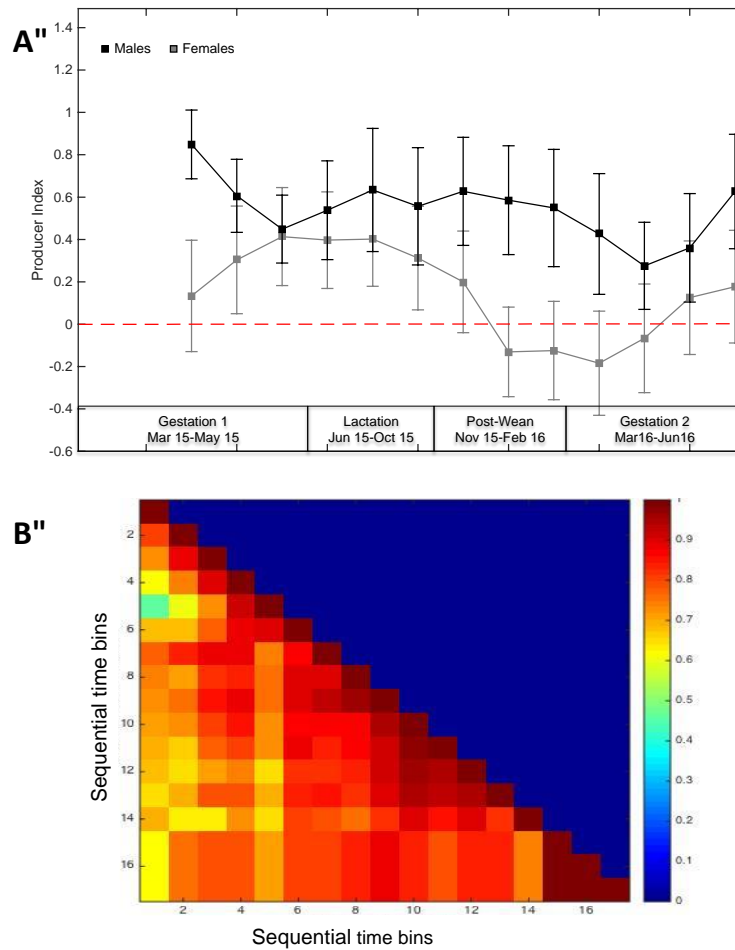 A"
Males Females
1.4
1.2
1
0.8
0.6
0.4
0.2
0
-0.2
-0.4
-0.6
Producer Index
Gestation 1
Mar 15-May 15
Lactation
Jun 15-Oct 15
Post-Wean
Nov 15-Feb 16
Gestation 2
Mar16-Jun16
B"
Sequential time bins
2
4
6
8
10
12
14
16
2 4 6 8 10 12 14 16
Sequential time bins
1
0.9
0.8
0.7
0.6
0.5
0.4
0.3
0.2
0.1
0